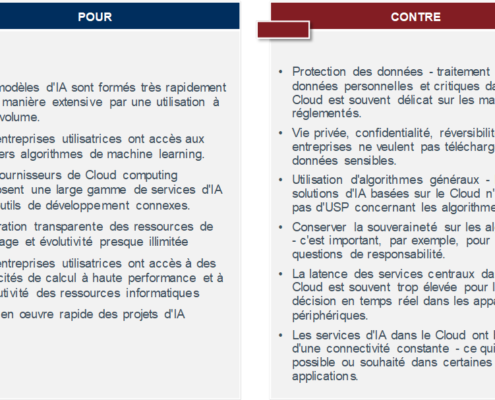 POUR
modèles d'IA sont formés très rapidement
manière extensive par une utilisation à
volume.
entreprises utilisatrices ont accès aux
algorithmes de machine learning.
ournisseurs de Cloud computing
osent une large gamme de services d'IA
utils de développement connexes.
ration transparente des ressources de
age et évolutivité presque illimitée
entreprises utilisatrices ont accès à des
cités de calcul à haute performance et à
utivité des ressources informatiques
en œuvre rapide des projets d'IA
CONTRE
• Protection des données - traitement
données personnelles et critiques da
Cloud est souvent délicat sur les ma
réglementés.
• Vie privée, confidentialité, réversibilit
entreprises ne veulent pas télécharg
données sensibles.
• Utilisation d'algorithmes généraux -
solutions d'IA basées sur le Cloud n'
pas d'USP concernant les algorithme
• Conserver la souveraineté sur les al
- c'est important, par exemple, pour
questions de responsabilité.
• La latence des services centraux da
Cloud est souvent trop élevée pour l
décision en temps réel dans les appa
périphériques.
• Les services d'IA dans le Cloud ont
d'une connectivité constante - ce qui
possible ou souhaité dans certaines
applications.